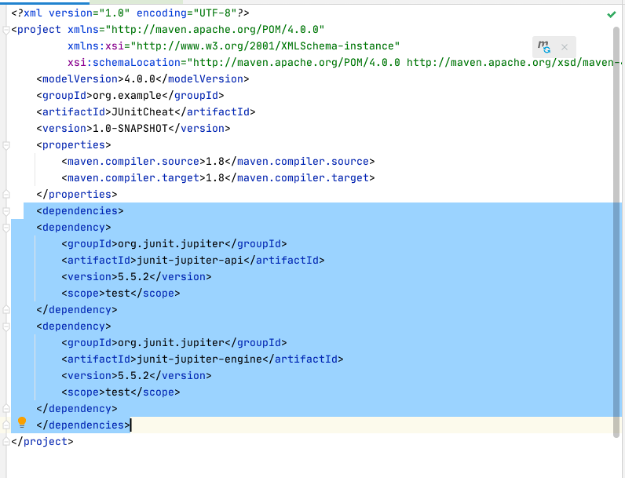 <?xml version="1.0" encoding="UTF-8"?>
<project xmlns="http://maven.apache.org/POM/4.0.0"
xmlns:xsi="http://www.w3.org/2001/XMLSchema-instance"
xsi:schemaLocation="http://maven.apache.org/POM/4.0.0 http://maven.apache.org/xsd/maven-4
<modelVersion>4.0.0</modelVersion>
<groupId>org.example</groupId>
<artifactId>JUnitCheat</artifactId>
<version>1.0-SNAPSHOT</version>
<properties>
<maven.compiler.source>1.8</maven.compiler.source>
<maven.compiler.target>1.8</maven.compiler.target>
</properties>
<dependencies>
<dependency>
<groupId>org.junit.jupiter</groupId>
<artifactId>junit-jupiter-api</artifactId>
<version>5.5.2</version>
<scope>test</scope>
</dependency>
<dependency>
<groupId>org.junit.jupiter</groupId>
<artifactId>junit-jupiter-engine</artifactId>
<version>5.5.2</version>
<scope>test</scope>
</dependency>
</dependencies>
</project>